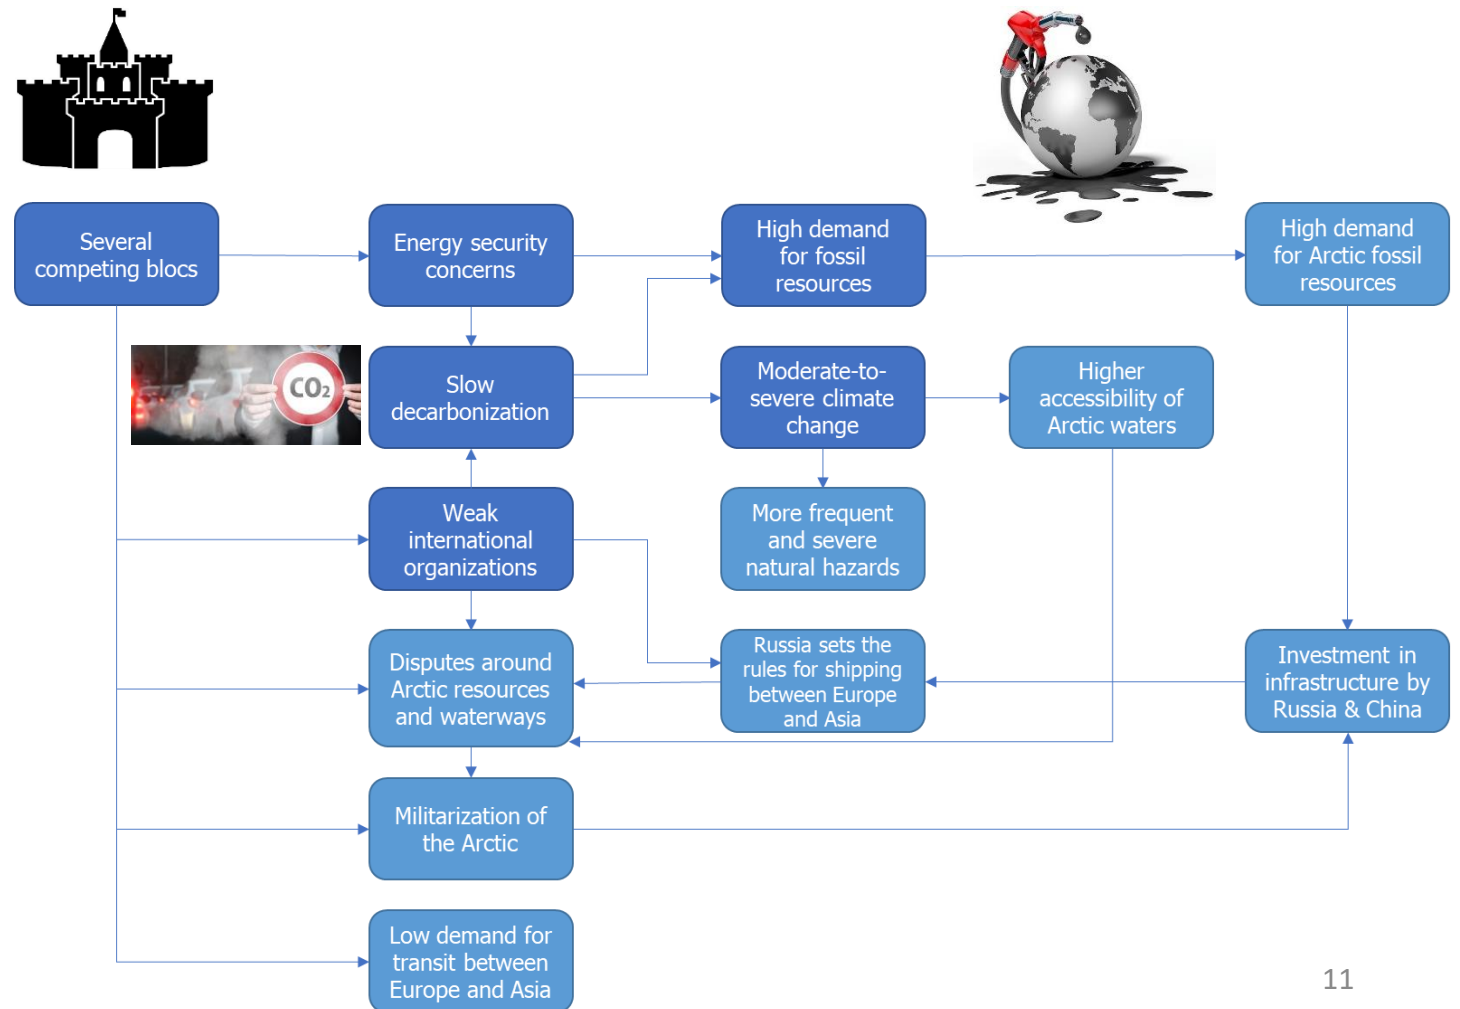 Several
competing blocs
Energy security
concerns
High demand
for fossil
resources
High demand
for Arctic fossil
resources
CO2
Slow
decarbonization
Moderate-to-
severe climate
change
Higher
accessibility of
Arctic waters
Weak
international
organizations
More frequent
and severe
natural hazards
Disputes around
Arctic resources
and waterways
Russia sets the
rules for shipping
between Europe
and Asia
Investment in
infrastructure by
Russia & China
Militarization of
the Arctic
Low demand for
transit between
Europe and Asia
11